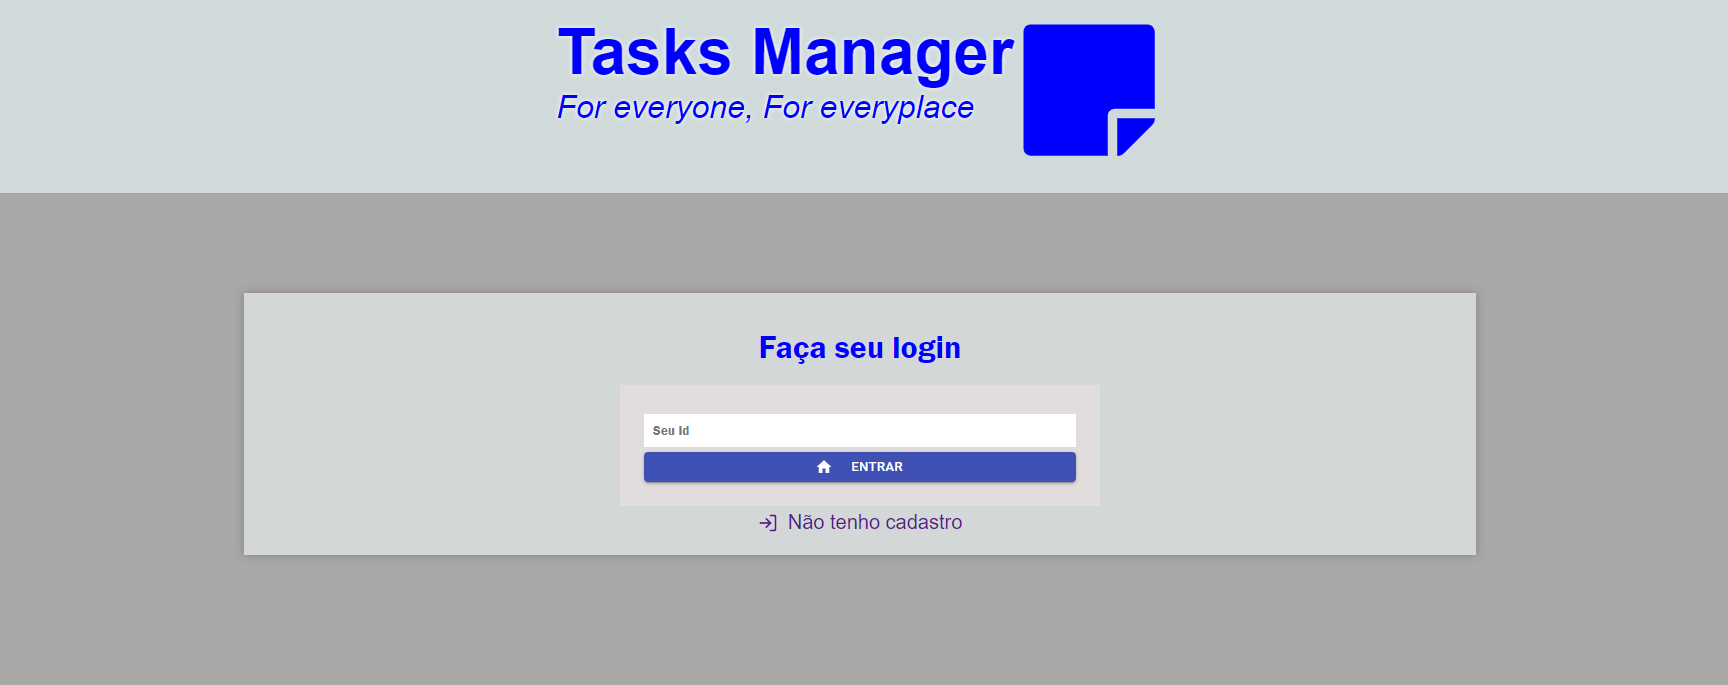 Tasks Manager
For everyone, For everyplace
Faça seu login
Seu Id
ENTRAR
Não tenho cadastro